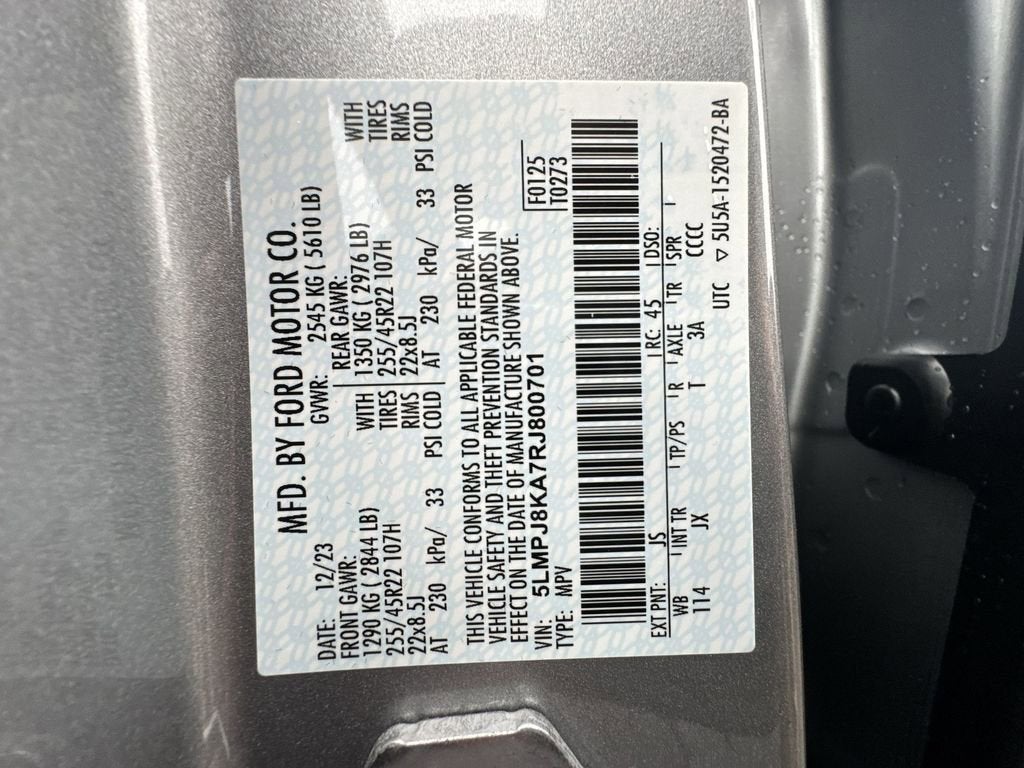 MFD. BY FORD MOTOR CO.
DATE: 12/23 GVWR: 2545 KG ( 5610 LB)
FRONT GAWR: REAR GAWR:
1290 KG ( 2844 LB) WITH 1350 KG ( 2976 LB) WITH
255/45R22 107H TIRES 255/45R22 107H TIRES
22x8.5J RIMS 22x8.5J RIMS
AT 230 kPa/ 33 PSI COLD AT 230 kPa/ 33 PSI COLD
THIS VEHICLE CONFORMS TO ALL APPLICABLE FEDERAL MOTOR
VEHICLE SAFETY AND THEFT PREVENTION STANDARDS IN
EFFECT ON THE DATE OF MANUFACTURE SHOWN ABOVE.
VIN: 5LMPJ8KA7RJ800701 F0125
TYPE: MPV T0273
EXT PNT: JS RC: 45 DSO:
WB INT TR TP/PS R AXLE TR SPR
114 JX T 3A CCCC
UTC ▽ 5U5A-1520472-BA